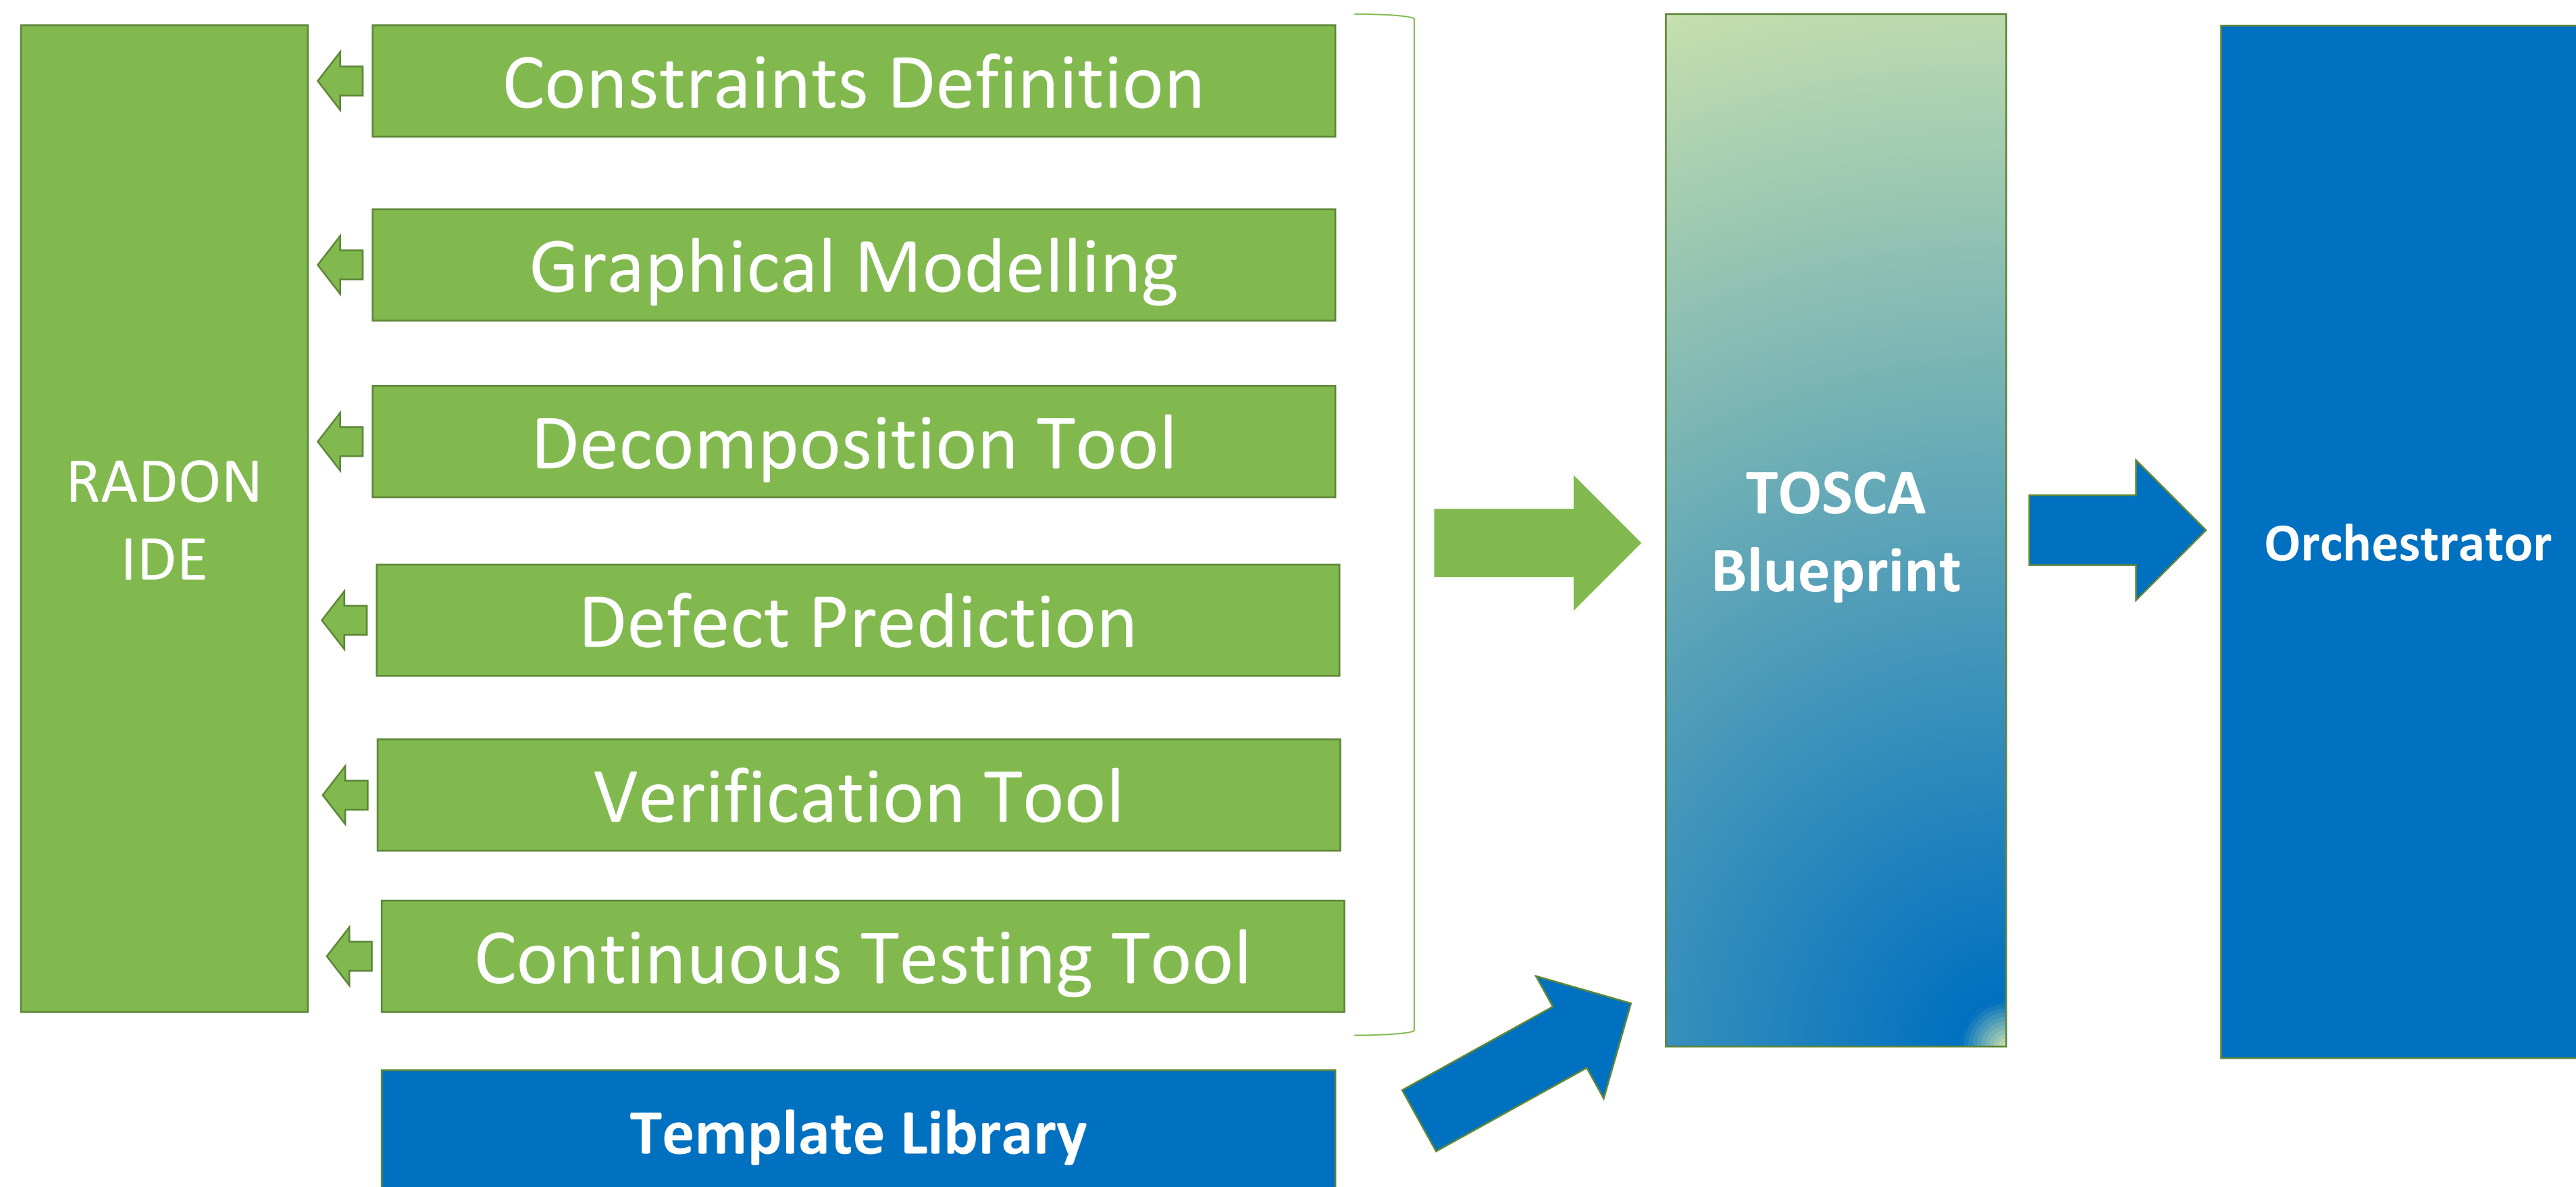 RADON
IDE
Constraints Definition
Graphical Modelling
Decomposition Tool
Defect Prediction
Verification Tool
Continuous Testing Tool
Template Library
TOSCA
Blueprint
Orchestrator